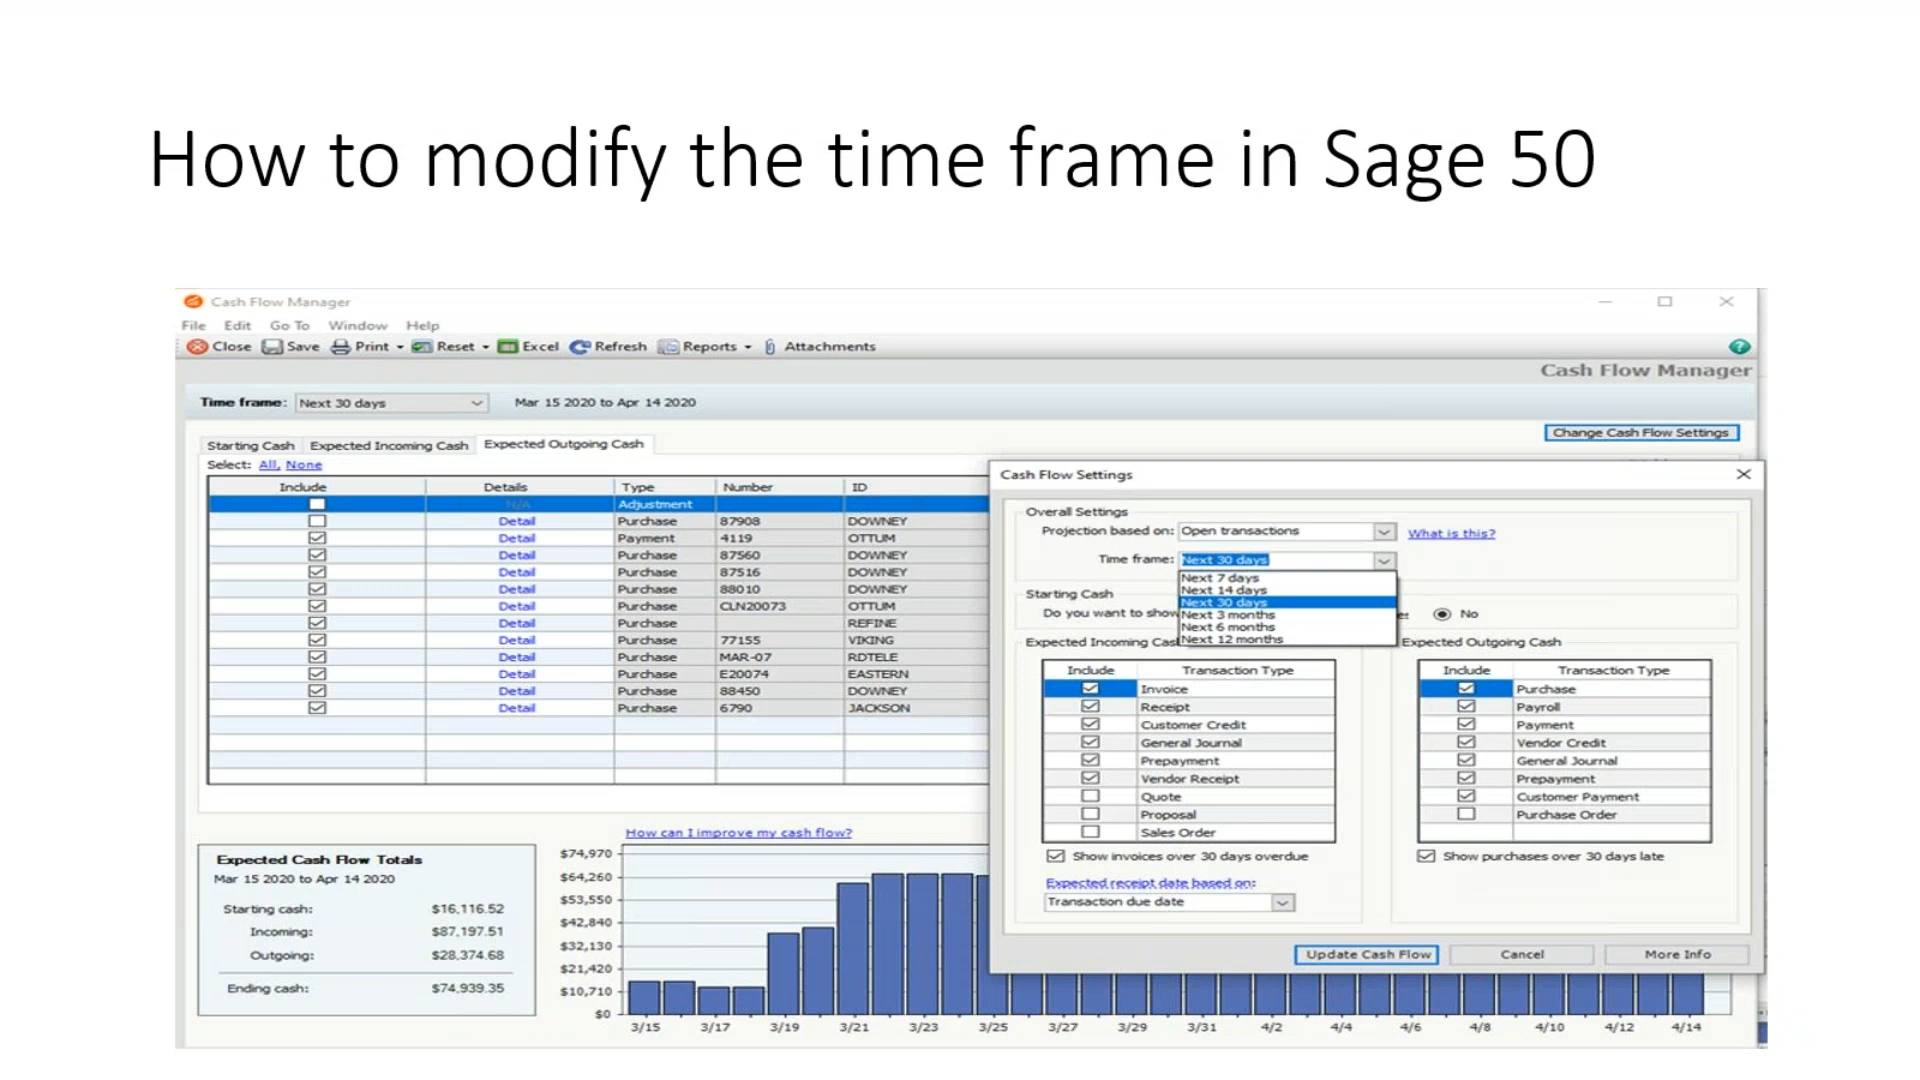 How to modify the time frame in Sage 50
Cash Flow Manager
File Edit Go To Window Help
Close Save Print Reset Excel Refresh Reports Attachments
Cash Flow Manager
Time frame: Next 30 days Mar 15 2020 to Apr 14 2020
Change Cash Flow Settings
Starting Cash Expected Incoming Cash Expected Outgoing Cash
Select: All, None
Include Details Type Number ID
N/A Adjustment
Detail Purchase 87908 DOWNEY
Detail Payment 4119 OTTUM
Detail Purchase 87560 DOWNEY
Detail Purchase 87516 DOWNEY
Detail Purchase 88010 DOWNEY
Detail Purchase CLN20073 OTTUM
Detail Purchase REFINE
Detail Purchase 77155 VIKING
Detail Purchase MAR-07 RDTELE
Detail Purchase E20074 EASTERN
Detail Purchase 88450 DOWNEY
Detail Purchase 6790 JACKSON
Cash Flow Settings
Overall Settings
Projection based on: Open transactions What is this?
Time frame: Next 30 days
Next 7 days
Next 14 days
Next 30 days
Next 3 months
Next 6 months
Next 12 months
Starting Cash
Do you want to show No
Expected Incoming Cas Expected Outgoing Cash
Include Transaction Type Include Transaction Type
Invoice Purchase
Receipt Payroll
Customer Credit Payment
General Journal Vendor Credit
Prepayment General Journal
Vendor Receipt Prepayment
Quote Customer Payment
Proposal Purchase Order
Sales Order
Show invoices over 30 days overdue Show purchases over 30 days late
Expected receipt date based on:
Transaction due date
Update Cash Flow Cancel More Info
How can I improve my cash flow?
Expected Cash Flow Totals
Mar 15 2020 to Apr 14 2020
Starting cash: $16,116.52
Incoming: $87,197.51
Outgoing: $28,374.68
Ending cash: $74,939.35
$74,970
$64,260
$53,550
$42,840
$32,130
$21,420
$10,710
$0
3/15 3/17 3/19 3/21 3/23 3/25 3/27 3/29 3/31 4/2 4/4 4/6 4/8 4/10 4/12 4/14